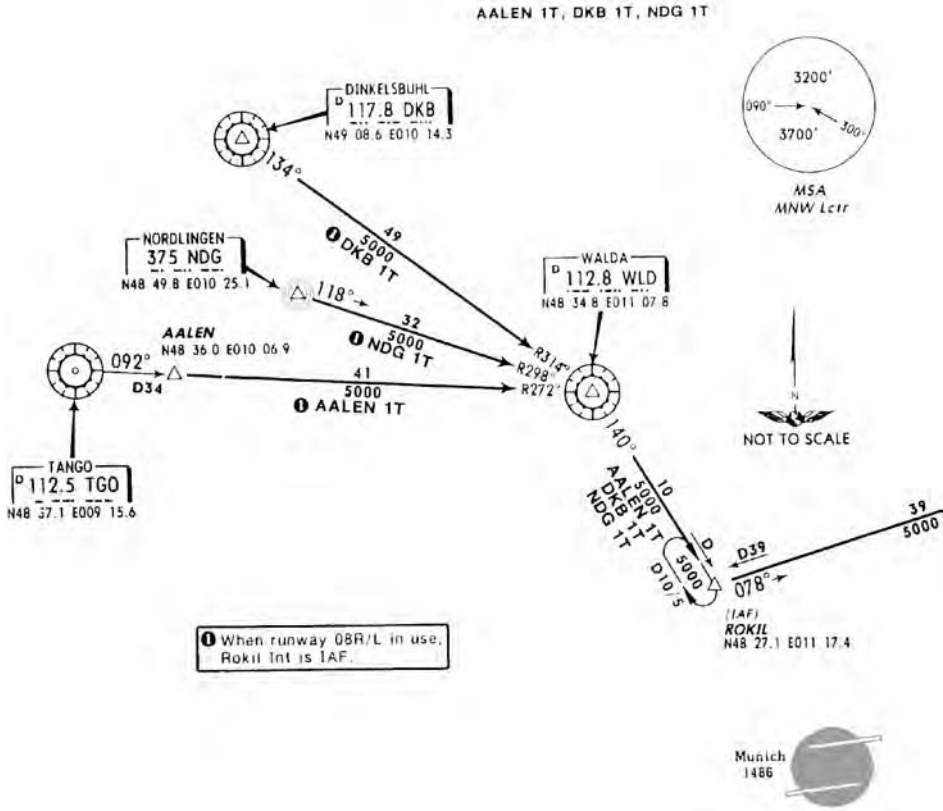 AALEN 1T, DKB 1T, NDG 1T
3200'
090°
3700'
300°
MSA
MNW Lctr
DINKELSBUHL
D 117.8 DKB
N49 08.6 E010 14.3
134°
49
5000
❶ DKB 1T
NORDLINGEN
375 NDG
N48 49.8 E010 25.1
118°
32
5000
❶ NDG 1T
WALDA
D 112.8 WLD
N48 34.8 E011 07.8
AALEN
N48 36.0 E010 06.9
092°
D34
41
5000
❶ AALEN 1T
R314°
R298°
R272°
TANGO
D 112.5 TGO
N48 37.1 E009 15.6
N
NOT TO SCALE
140°
10
5000
AALEN 1T
DKB 1T
NDG 1T
D
5000
D10/5
D39
078°
39
5000
(IAF)
ROKIL
N48 27.1 E011 17.4
❶ When runway 08R/L in use,
Rokil Int is IAF.
Munich
1486